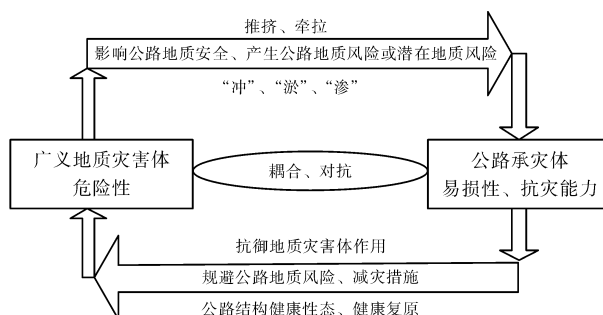 推挤、牵拉
影响公路地质安全、产生公路地质风险或潜在地质风险
“冲”、“淤”、“渗”
广义地质灾害体
危险性
耦合、对抗
公路承灾体
易损性、抗灾能力
抗御地质灾害体作用
规避公路地质风险、减灾措施
公路结构健康性态、健康复原